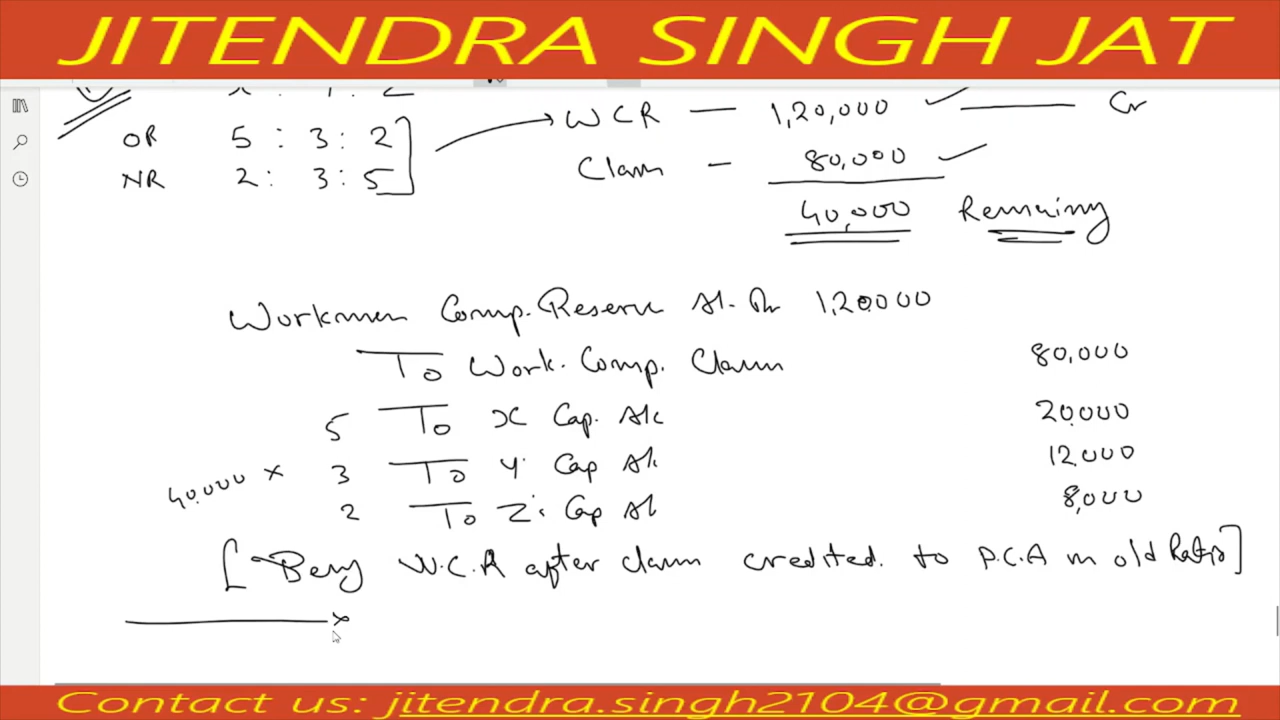 JITENDRA SINGH JAT
OR 5 : 3 : 2
NR 2 : 3 : 5
WCR — 1,20,000 Cr
Claim — 80,000
40,000 Remaining
Workmen Comp. Reserve A/c. Dr 1,20,000
To Work. Comp. Claim 80,000
5 To X Cap. A/c 20,000
40,000 × 3 To Y. Cap A/c 12,000
2 To Z's Cap A/c 8,000
[ Being W.C.R after claim credited. to P.C.A in old Ratio ]
Contact us: jitendra.singh2104@gmail.com